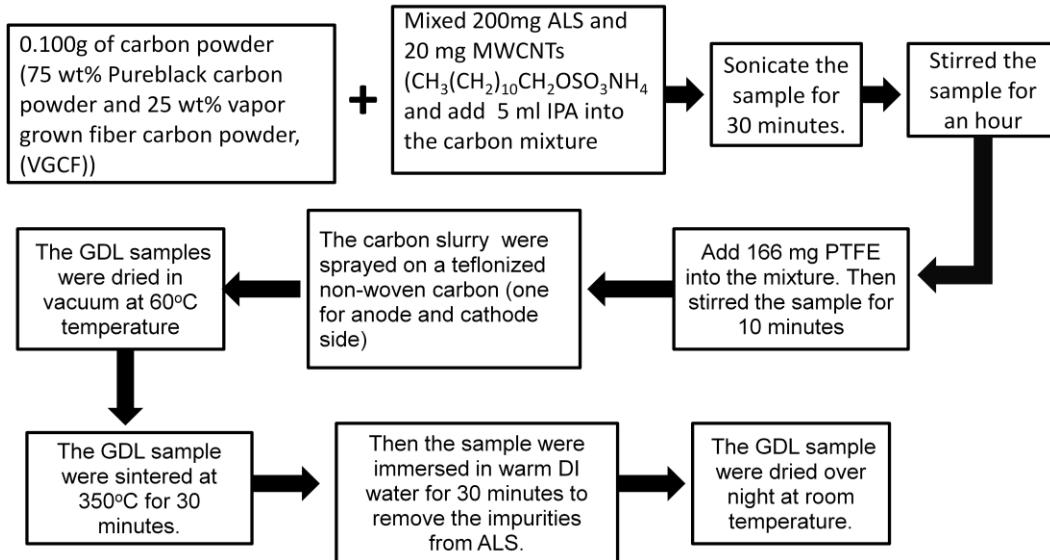 0.100g of carbon powder
(75 wt% Pureblack carbon
powder and 25 wt% vapor
grown fiber carbon powder,
(VGCF))
+
Mixed 200mg ALS and
20 mg MWCNTs
(CH₃(CH₂)₁₀CH₂OSO₃NH₄
and add 5 ml IPA into
the carbon mixture
Sonicate the
sample for
30 minutes.
Stirred the
sample for
an hour
Add 166 mg PTFE
into the mixture. Then
stirred the sample for
10 minutes
The carbon slurry were
sprayed on a teflonized
non-woven carbon (one
for anode and cathode
side)
The GDL samples
were dried in
vacuum at 60ºC
temperature
The GDL sample
were sintered at
350ºC for 30
minutes.
Then the sample were
immersed in warm DI
water for 30 minutes to
remove the impurities
from ALS.
The GDL sample
were dried over
night at room
temperature.